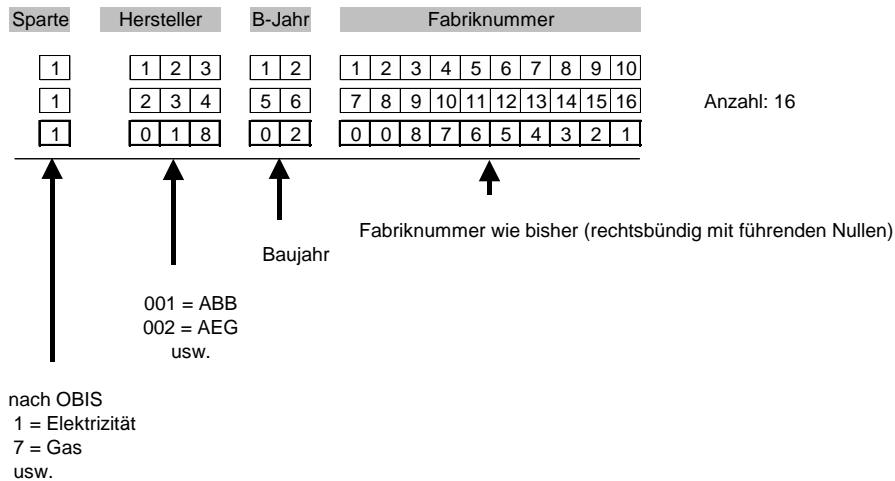 Sparte Hersteller B-Jahr Fabriknummer
1 1 2 3 1 2 1 2 3 4 5 6 7 8 9 10
1 2 3 4 5 6 7 8 9 10 11 12 13 14 15 16 Anzahl: 16
1 0 1 8 0 2 0 0 8 7 6 5 4 3 2 1
Fabriknummer wie bisher (rechtsbündig mit führenden Nullen)
Baujahr
001 = ABB
002 = AEG
usw.
nach OBIS
1 = Elektrizität
7 = Gas
usw.